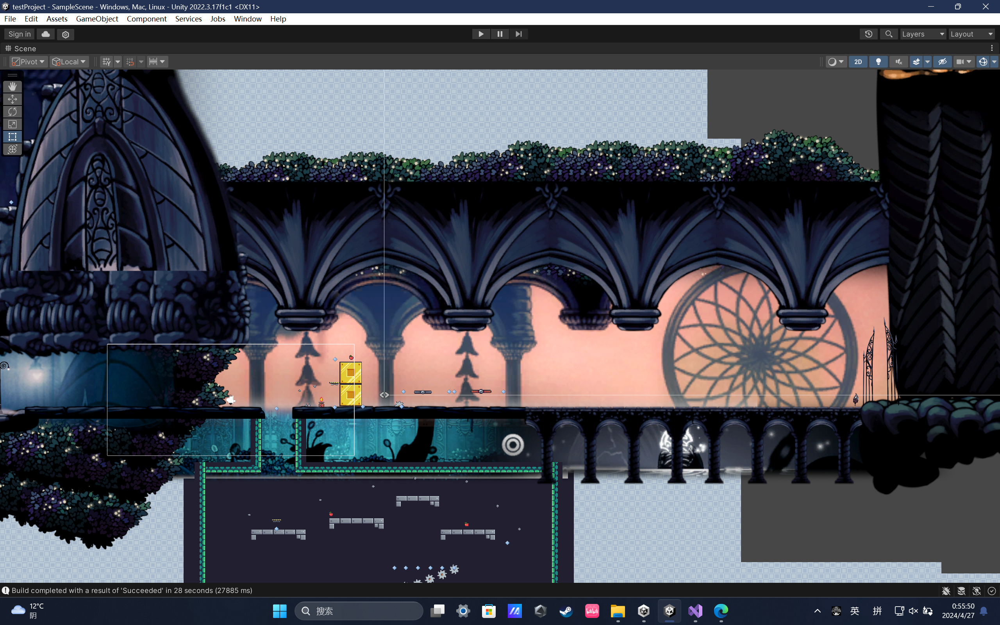 testProject - SampleScene - Windows, Mac, Linux - Unity 2022.3.17f1c1 <DX11>
File Edit Assets GameObject Component Services Jobs Window Help
Sign in
Layers Layout
Scene
Pivot Local 2D
Build completed with a result of 'Succeeded' in 28 seconds (27885 ms)
12°C
阴
搜索
bilibili
英 拼
0:55:50
2024/4/27